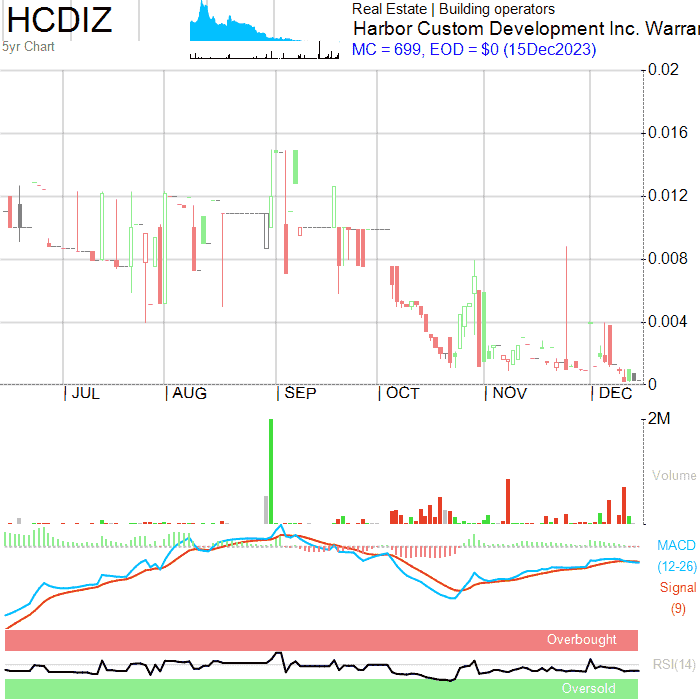 HCDIZ
5yr Chart
Real Estate | Building operators
Harbor Custom Development Inc. Warran
MC = 699, EOD = $0 (15Dec2023)
0.02
0.016
0.012
0.008
0.004
0
JUL AUG SEP OCT NOV DEC
2M
Volume
MACD
(12-26)
Signal
(9)
Overbought
RSI(14)
Oversold